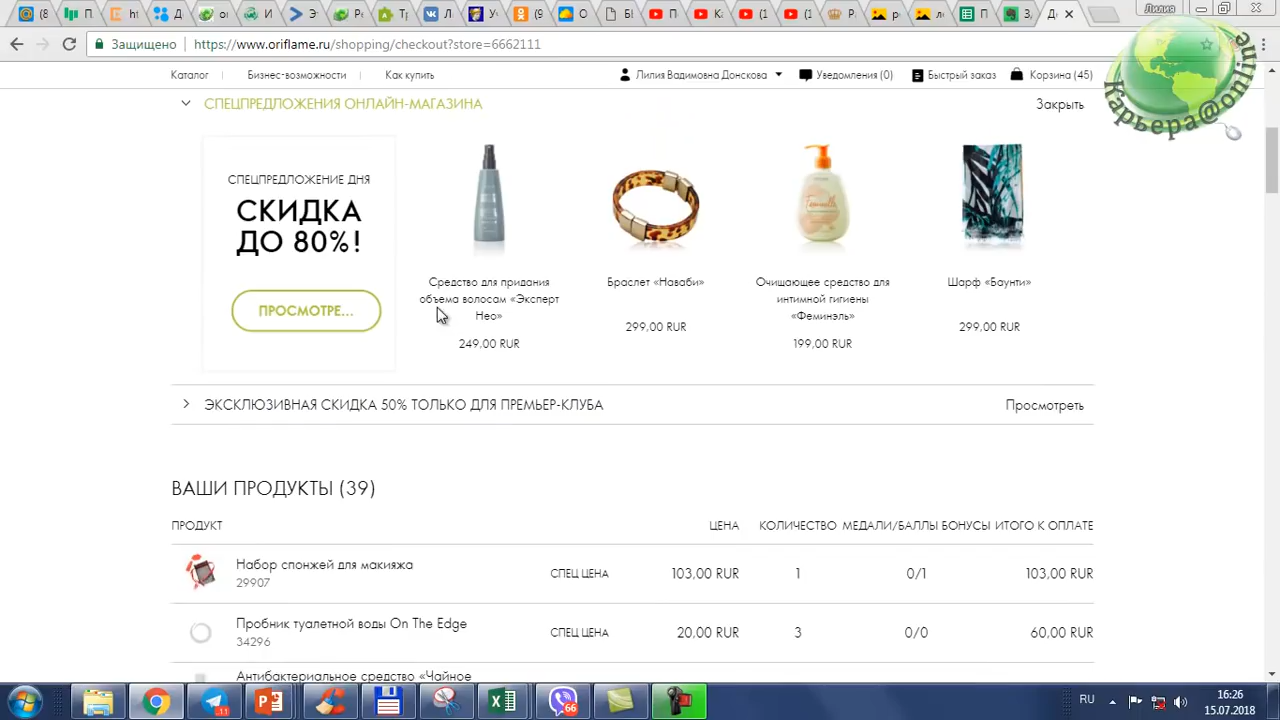 Лилия
Защищено
https://www.oriflame.ru/shopping/checkout?store=6662111
Каталог
Бизнес-возможности
Как купить
Лилия Вадимовна Донскова
Уведомления (0)
Быстрый заказ
Корзина (45)
Карьера@online
СПЕЦПРЕДЛОЖЕНИЯ ОНЛАЙН-МАГАЗИНА
Закрыть
СПЕЦПРЕДЛОЖЕНИЕ ДНЯ
СКИДКА
ДО 80%!
ПРОСМОТРЕ...
Средство для придания
объема волосам «Эксперт
Нео»
249,00 RUR
Браслет «Наваби»
299,00 RUR
Очищающее средство для
интимной гигиены
«Феминэль»
199,00 RUR
Шарф «Баунти»
299,00 RUR
ЭКСКЛЮЗИВНАЯ СКИДКА 50% ТОЛЬКО ДЛЯ ПРЕМЬЕР-КЛУБА
Просмотреть
ВАШИ ПРОДУКТЫ (39)
ПРОДУКТ ЦЕНА КОЛИЧЕСТВО МЕДАЛИ/БАЛЛЫ БОНУСЫ ИТОГО К ОПЛАТЕ
Набор спонжей для макияжа
29907
СПЕЦ ЦЕНА 103,00 RUR 1 0/1 103,00 RUR
Пробник туалетной воды On The Edge
34296
СПЕЦ ЦЕНА 20,00 RUR 3 0/0 60,00 RUR
Антибактериальное средство «Чайное
RU
16:26
15.07.2018